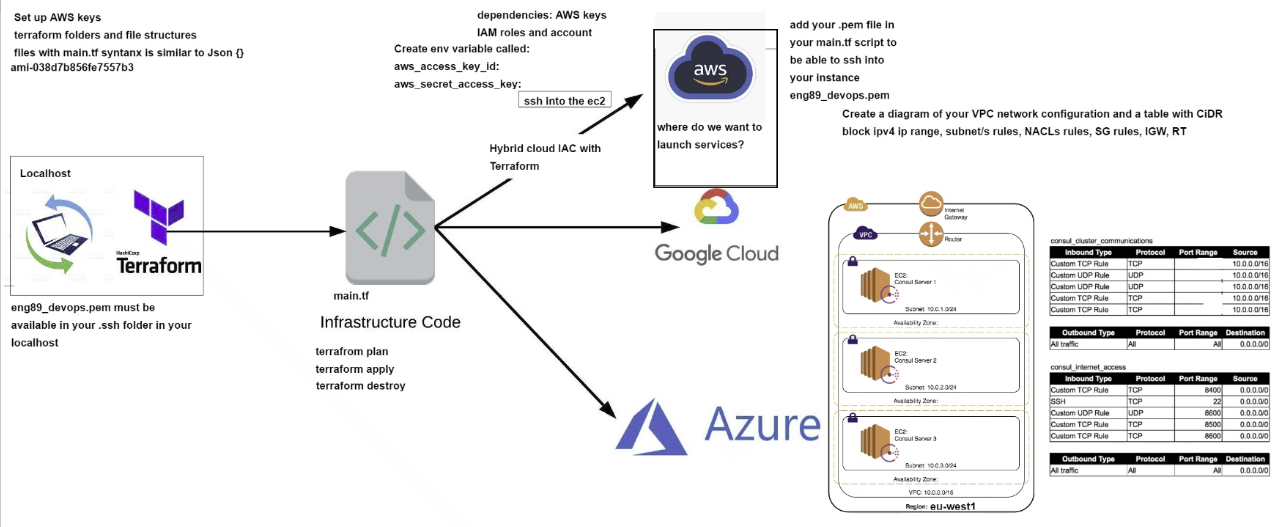 Set up AWS keys
terraform folders and file structures
files with main.tf syntanx is similar to Json {}
ami-038d7b856fe7557b3
dependencies: AWS keys
IAM roles and account
Create env variable called:
aws_access_key_id:
aws_secret_access_key:
ssh into the ec2
aws
where do we want to
launch services?
add your .pem file in
your main.tf script to
be able to ssh into
your instance
eng89_devops.pem
Create a diagram of your VPC network configuration and a table with CiDR
block ipv4 ip range, subnet/s rules, NACLs rules, SG rules, IGW, RT
Localhost
HashiCorp
Terraform
eng89_devops.pem must be
available in your .ssh folder in your
localhost
Hybrid cloud IAC with
Terraform
main.tf
Infrastructure Code
terrafrom plan
terraform apply
terraform destroy
Google Cloud
Azure
AWS
Internet
Gateway
VPC
Router
EC2:
Consul Server 1
Subnet: 10.0.1.0/24
Availability Zone:
EC2:
Consul Server 2
Subnet: 10.0.2.0/24
Availability Zone:
EC2:
Consul Server 3
Subnet: 10.0.3.0/24
Availability Zone:
VPC: 10.0.0.0/16
Region: eu-west1
consul_cluster_communications
Inbound Type Protocol Port Range Source
Custom TCP Rule TCP 10.0.0.0/16
Custom UDP Rule UDP 10.0.0.0/16
Custom UDP Rule UDP 10.0.0.0/16
Custom TCP Rule TCP 10.0.0.0/16
Custom TCP Rule TCP 10.0.0.0/16
Outbound Type Protocol Port Range Destination
All traffic All All 0.0.0.0/0
consul_internet_access
Inbound Type Protocol Port Range Source
Custom TCP Rule TCP 8400 0.0.0.0/0
SSH TCP 22 0.0.0.0/0
Custom UDP Rule UDP 8600 0.0.0.0/0
Custom TCP Rule TCP 8500 0.0.0.0/0
Custom TCP Rule TCP 8600 0.0.0.0/0
Outbound Type Protocol Port Range Destination
All traffic All All 0.0.0.0/0